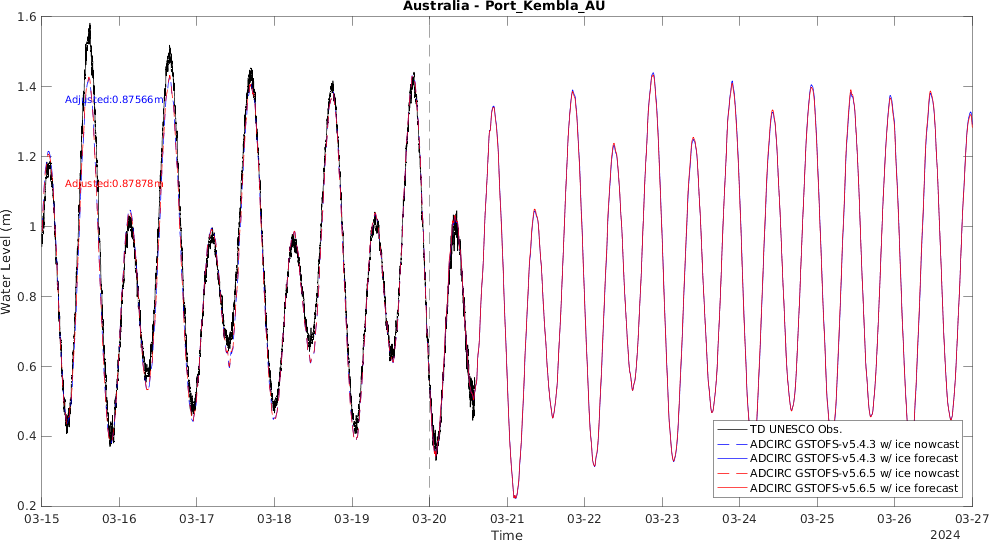 Australia - Port_Kembla_AU
1.6
1.4
1.2
1
0.8
0.6
0.4
0.2
Water Level (m)
Adjusted:0.87566m
Adjusted:0.87878m
TD UNESCO Obs.
ADCIRC GSTOFS-v5.4.3 w/ ice nowcast
ADCIRC GSTOFS-v5.4.3 w/ ice forecast
ADCIRC GSTOFS-v5.6.5 w/ ice nowcast
ADCIRC GSTOFS-v5.6.5 w/ ice forecast
03-15 03-16 03-17 03-18 03-19 03-20 03-21 03-22 03-23 03-24 03-25 03-26 03-27
Time
2024